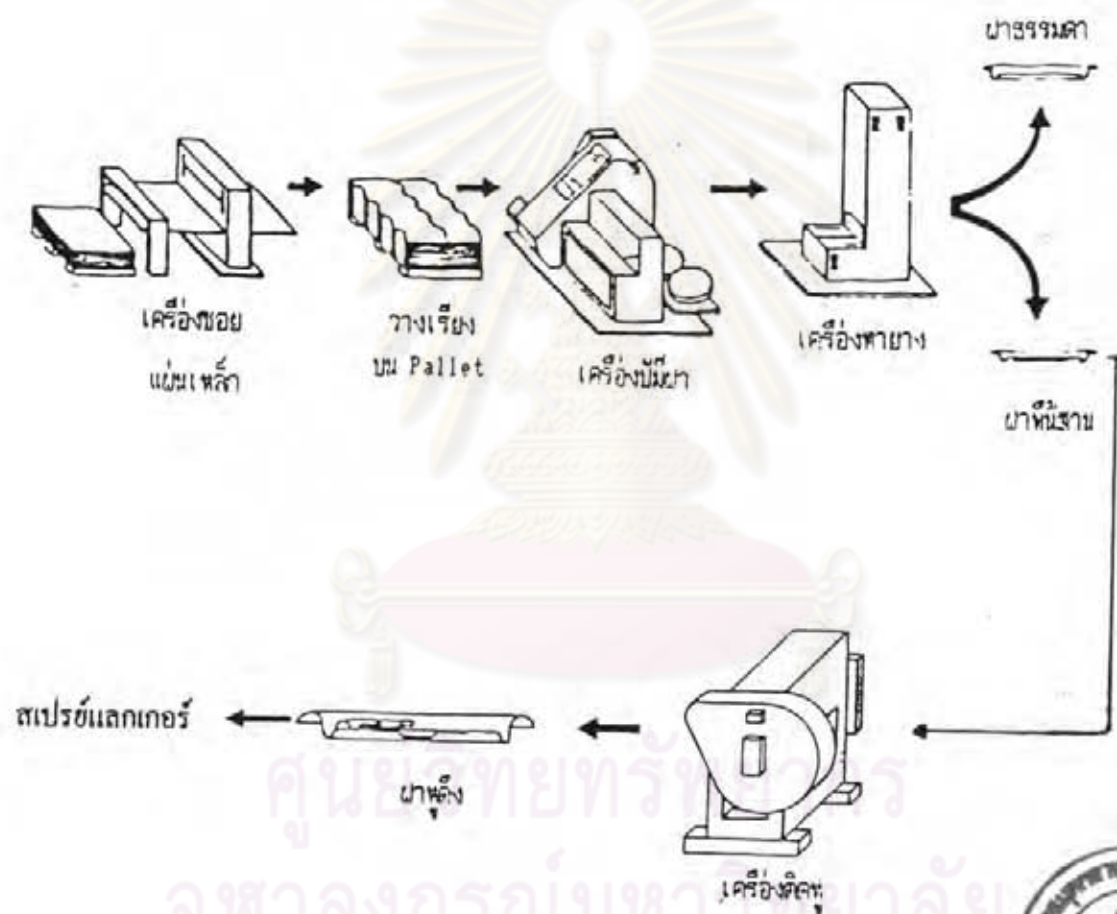 ฝาธรรมดา
เครื่องซอย
แผ่นเหล็ก
วางเรียง
บน Pallet
เครื่องปั๊มฝา
เครื่องทายาง
ฝาพื้นฐาน
สเปรย์แลกเกอร์
ฝาหูดึง
เครื่องติดหู
ศูนย์วิทยทรัพยากร
จุฬาลงกรณ์มหาวิทยาลัย